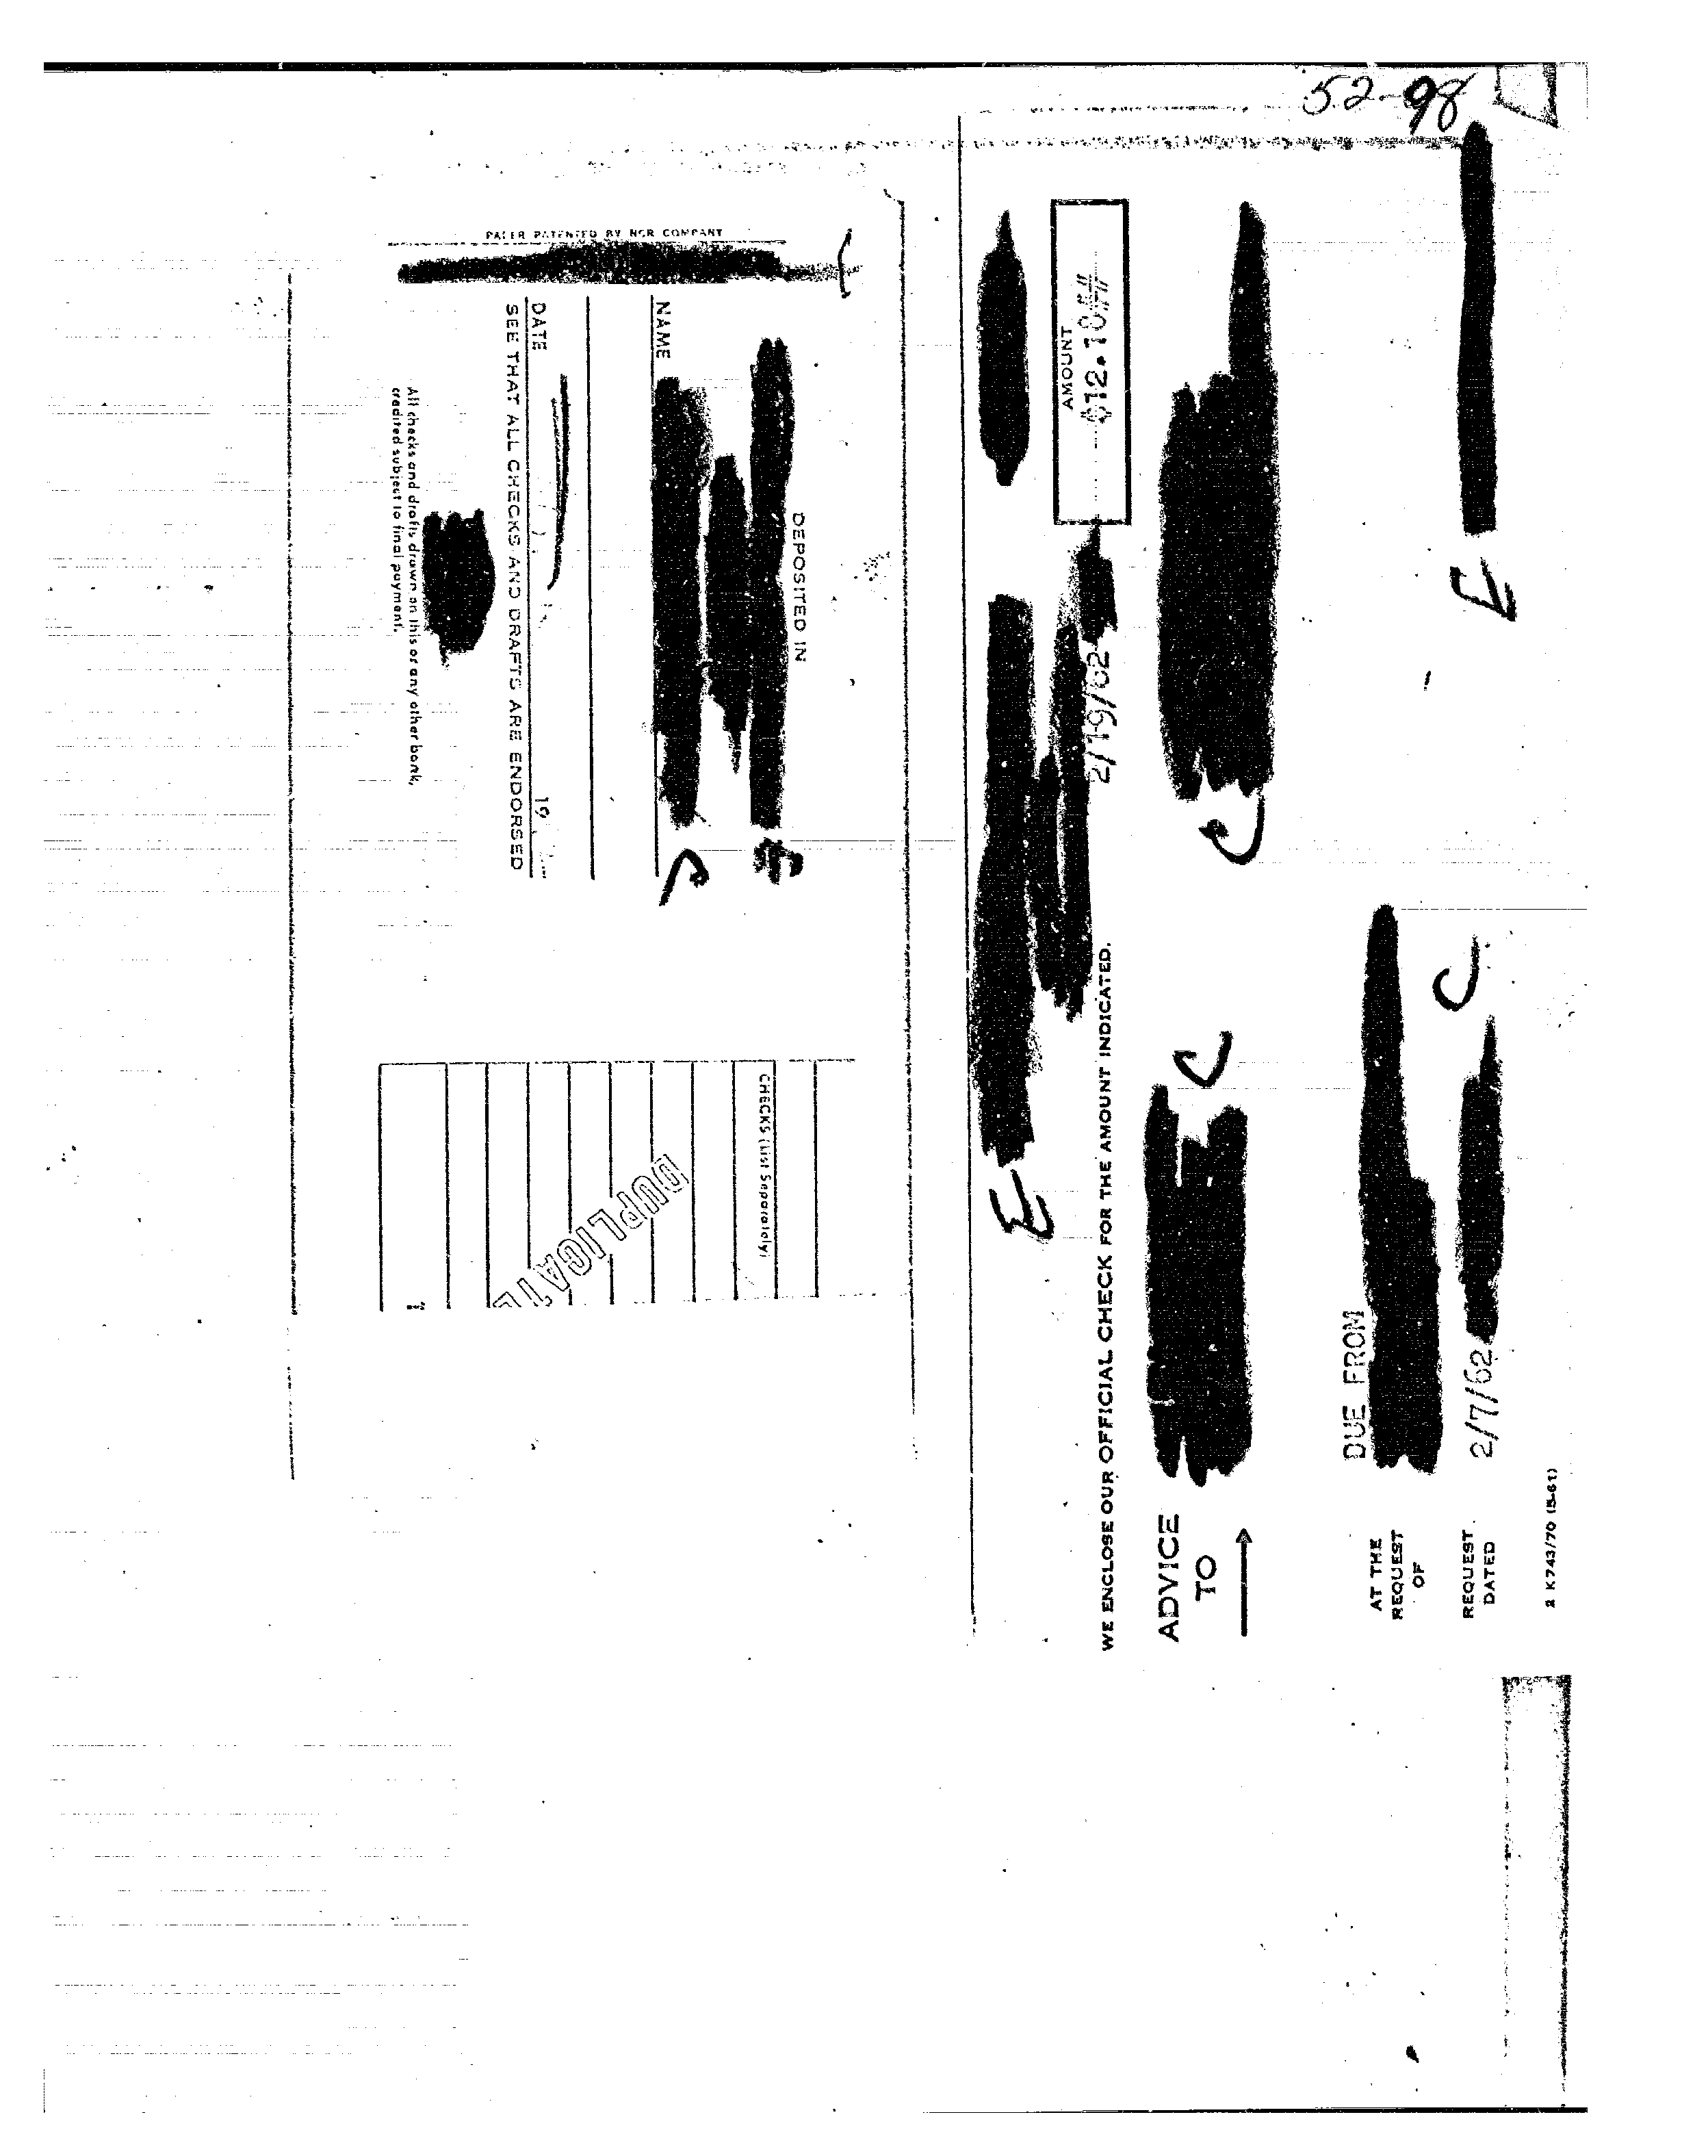 52-98
AMOUNT
$12.10##
2/19/62
WE ENCLOSE OUR OFFICIAL CHECK FOR THE AMOUNT INDICATED.
ADVICE
TO
C
C
E
E
C
AT THE
REQUEST
OF
DUE FROM
REQUEST
DATED
2/7/62
2 K743/70 (5-61)
DEPOSITED IN
NAME
DATE
19
SEE THAT ALL CHECKS AND DRAFTS ARE ENDORSED
All checks and drafts drawn on this or any other bank,
credited subject to final payment.
PAPER PATENTED BY NCR COMPANY
CHECKS (List Separately)
DUPLICATE